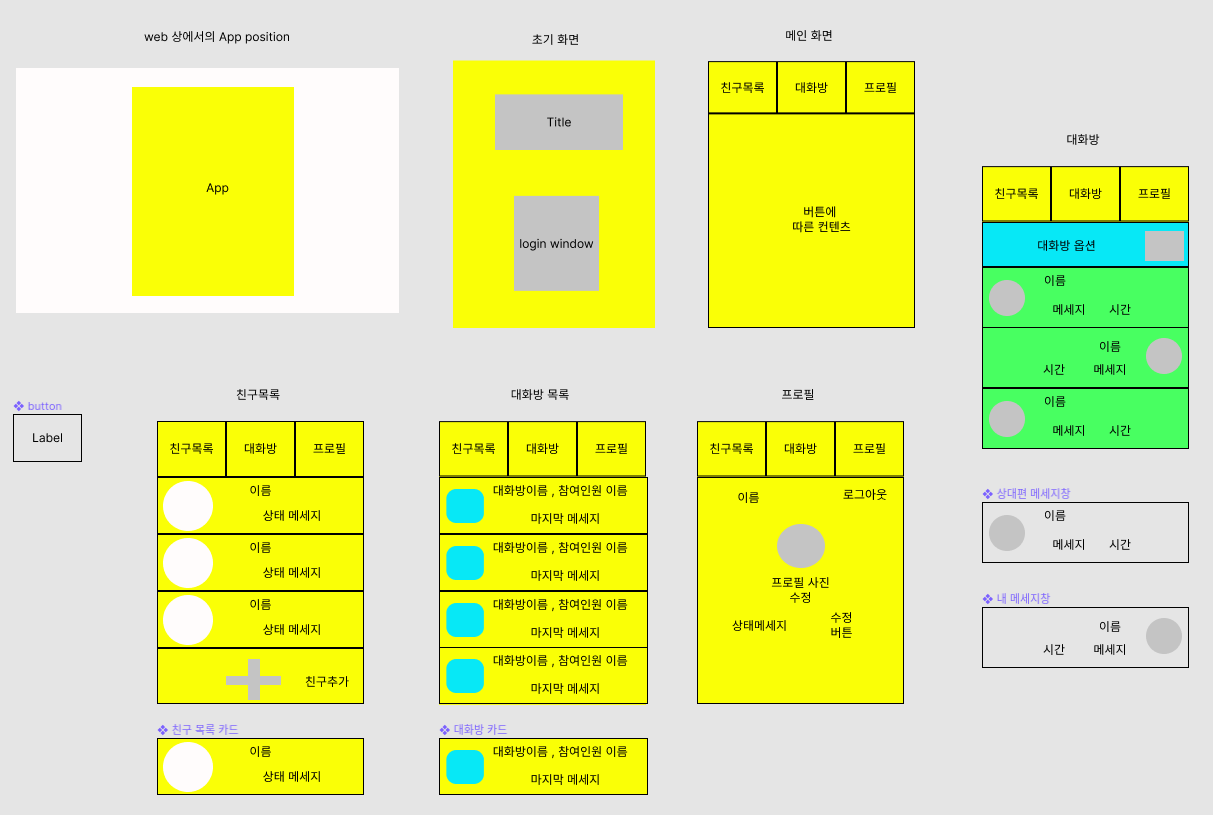 web 상에서의 App position
App
초기 화면
Title
login window
메인 화면
친구목록 대화방 프로필
버튼에
따른 컨텐츠
대화방
친구목록 대화방 프로필
대화방 옵션
이름
메세지 시간
이름
시간 메세지
이름
메세지 시간
button
Label
친구목록
친구목록 대화방 프로필
이름
상태 메세지
이름
상태 메세지
이름
상태 메세지
친구추가
친구 목록 카드
이름
상태 메세지
대화방 목록
친구목록 대화방 프로필
대화방이름 , 참여인원 이름
마지막 메세지
대화방이름 , 참여인원 이름
마지막 메세지
대화방이름 , 참여인원 이름
마지막 메세지
대화방이름 , 참여인원 이름
마지막 메세지
대화방 카드
대화방이름 , 참여인원 이름
마지막 메세지
프로필
친구목록 대화방 프로필
이름 로그아웃
프로필 사진
수정
상태메세지
수정
버튼
상대편 메세지창
이름
메세지 시간
내 메세지창
이름
시간 메세지